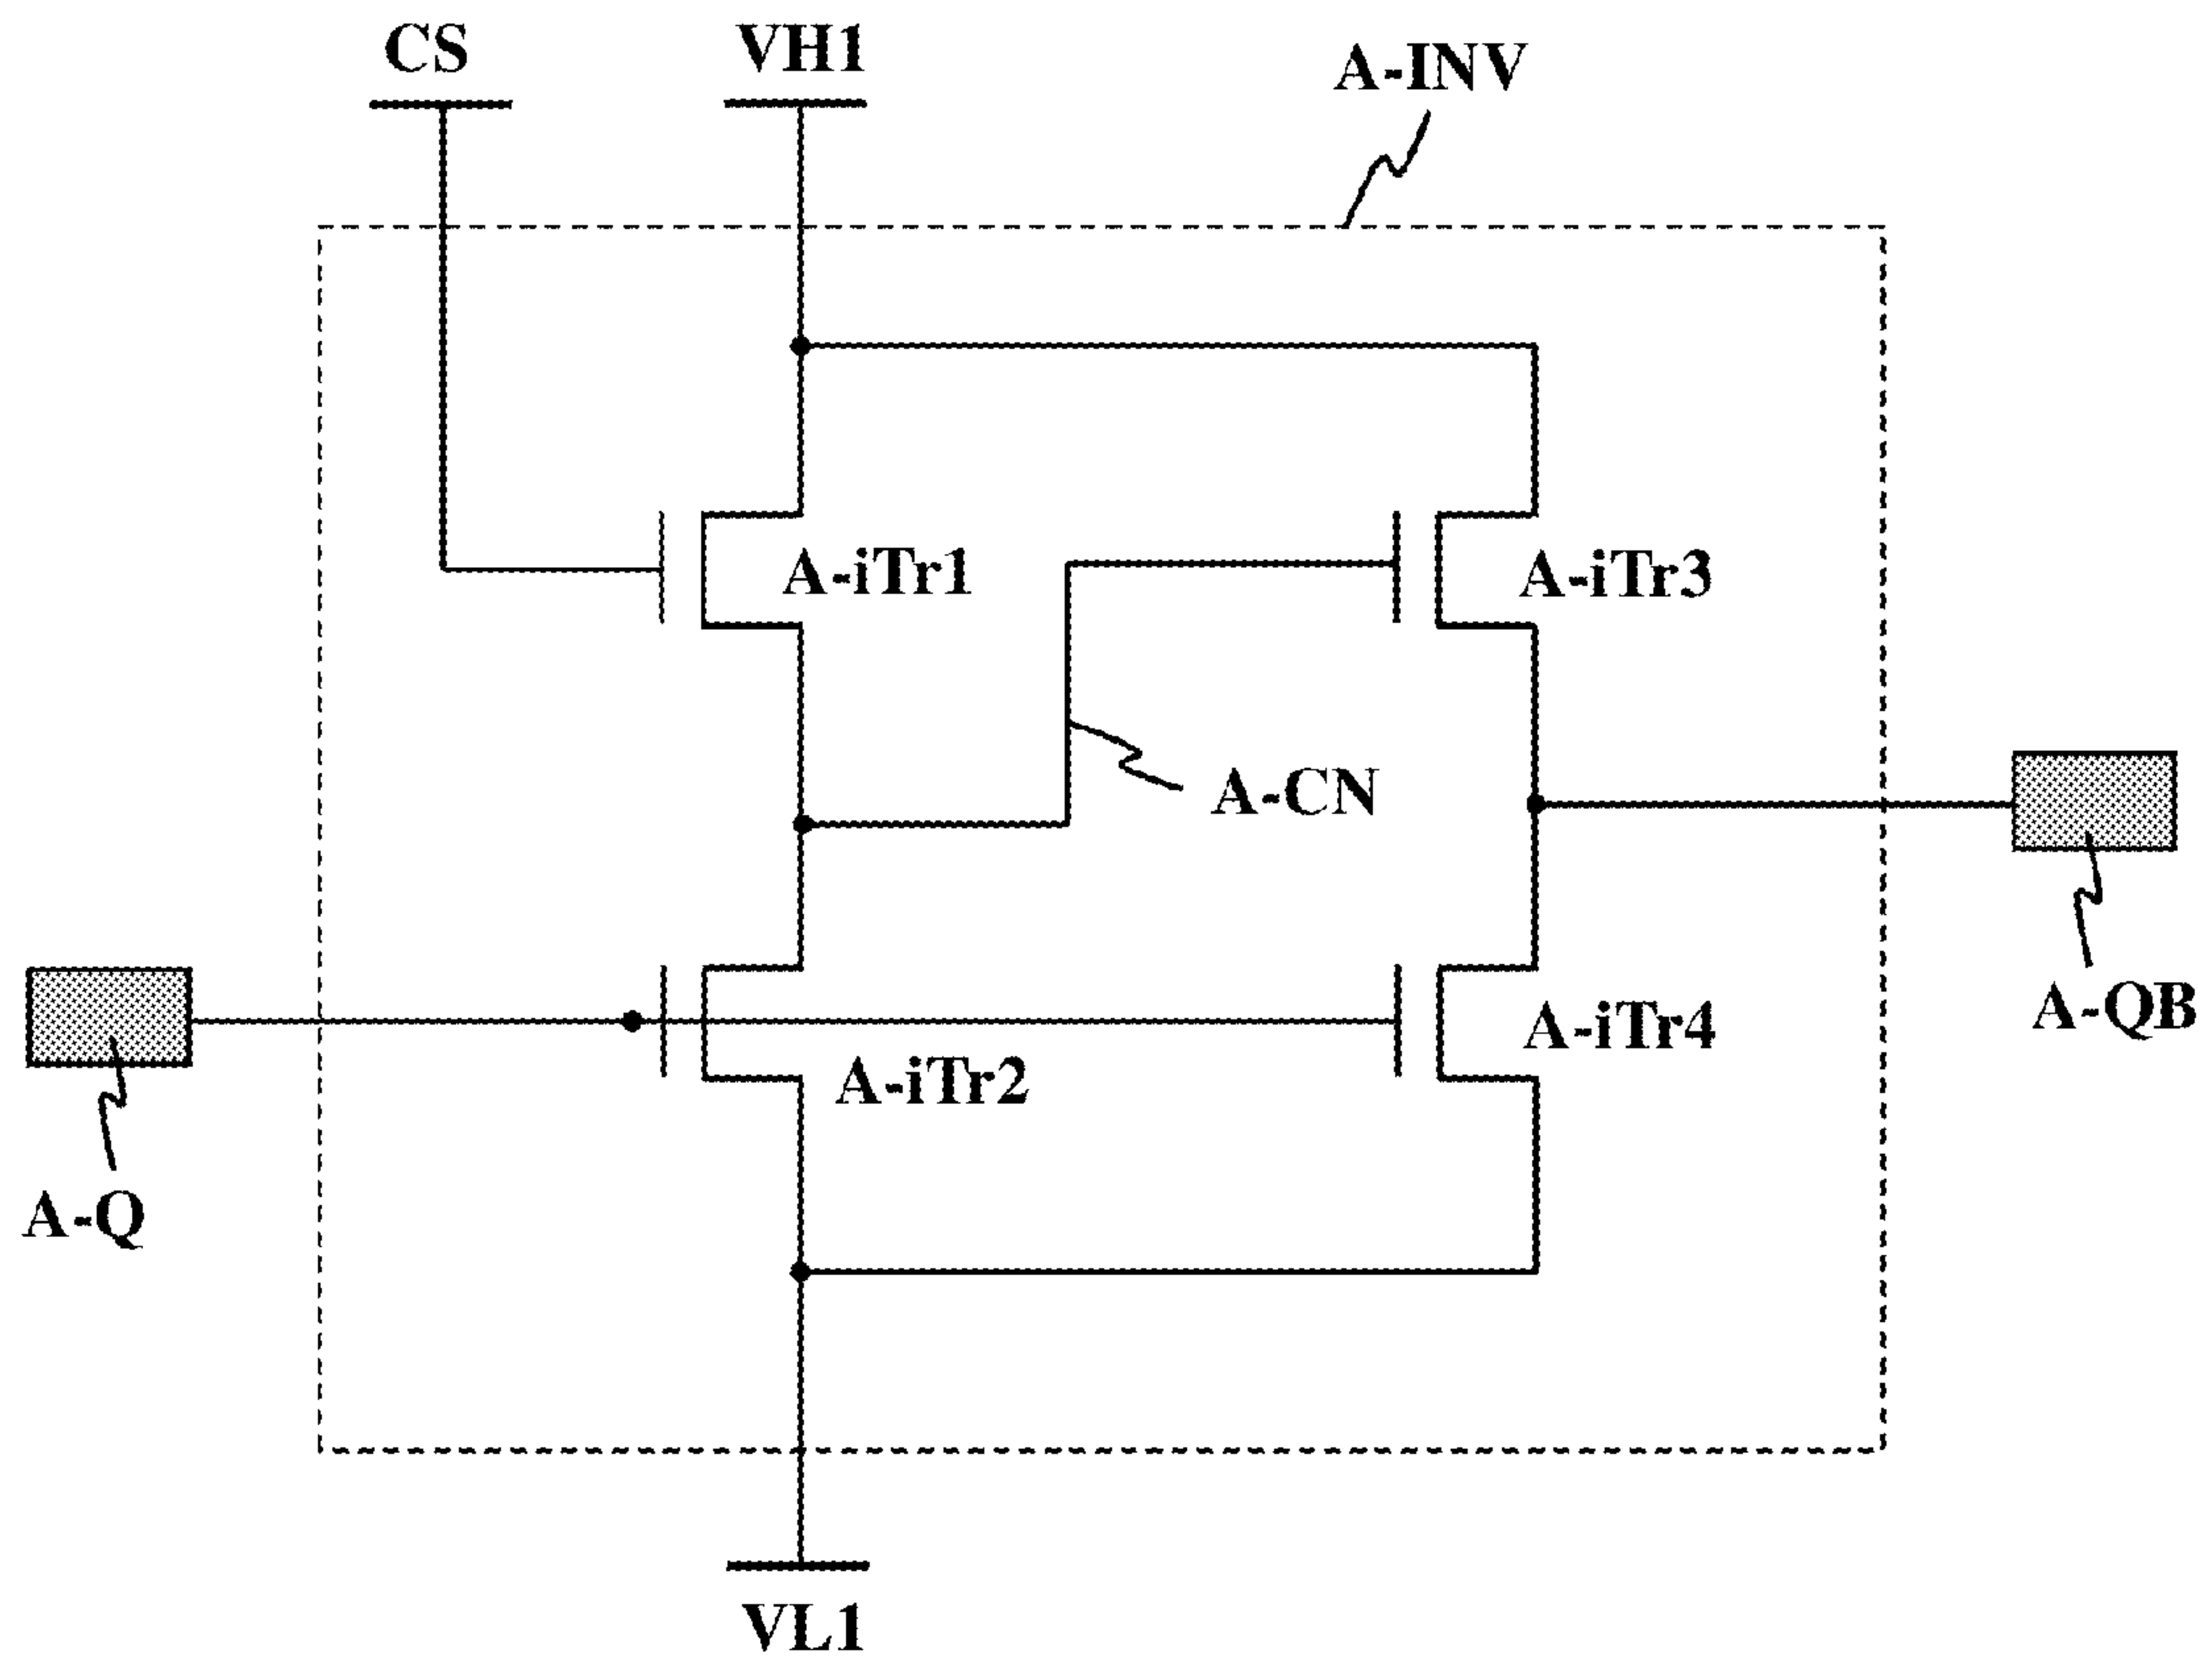 CS
VH1
A-INV
A-iTr1
A-iTr3
A-CN
A-QB
A-iTr4
A-iTr2
A-Q
VL1